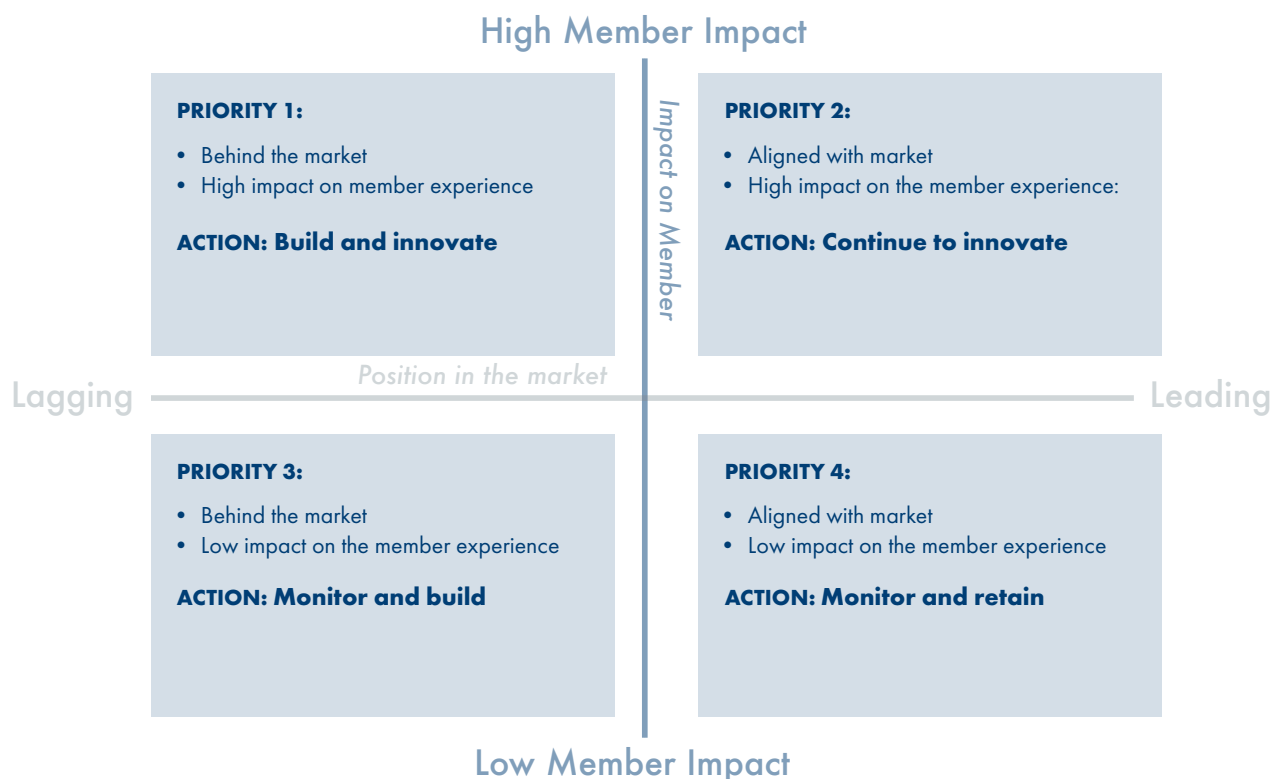 High Member Impact
PRIORITY 1:
• Behind the market
• High impact on member experience
ACTION: Build and innovate
Impact on Member
PRIORITY 2:
• Aligned with market
• High impact on the member experience:
ACTION: Continue to innovate
Position in the market
Lagging
Leading
PRIORITY 3:
• Behind the market
• Low impact on the member experience
ACTION: Monitor and build
PRIORITY 4:
• Aligned with market
• Low impact on the member experience
ACTION: Monitor and retain
Low Member Impact